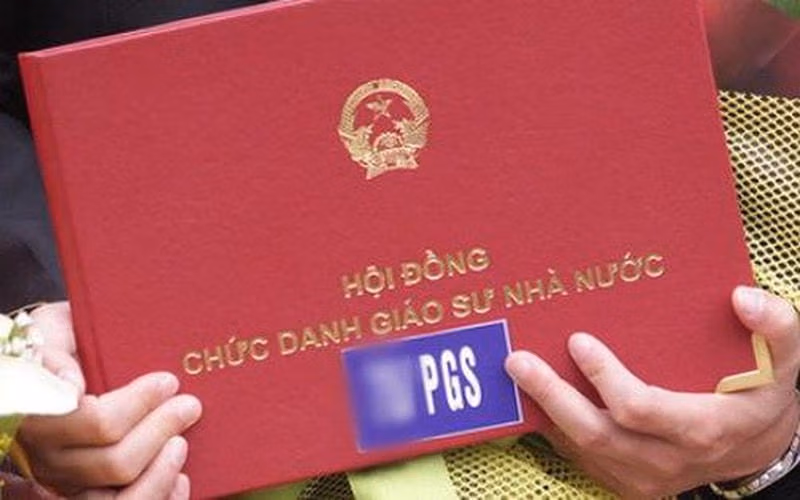 HỘI ĐỒNG
CHỨC DANH GIÁO SƯ NHÀ NƯỚC
PGS